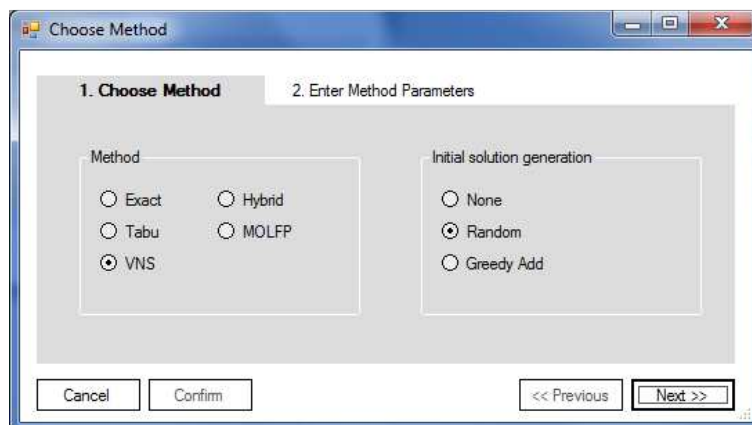 Choose Method
1. Choose Method 2. Enter Method Parameters
Method
Exact Hybrid
Tabu MOLFP
VNS
Initial solution generation
None
Random
Greedy Add
Cancel Confirm << Previous Next >>